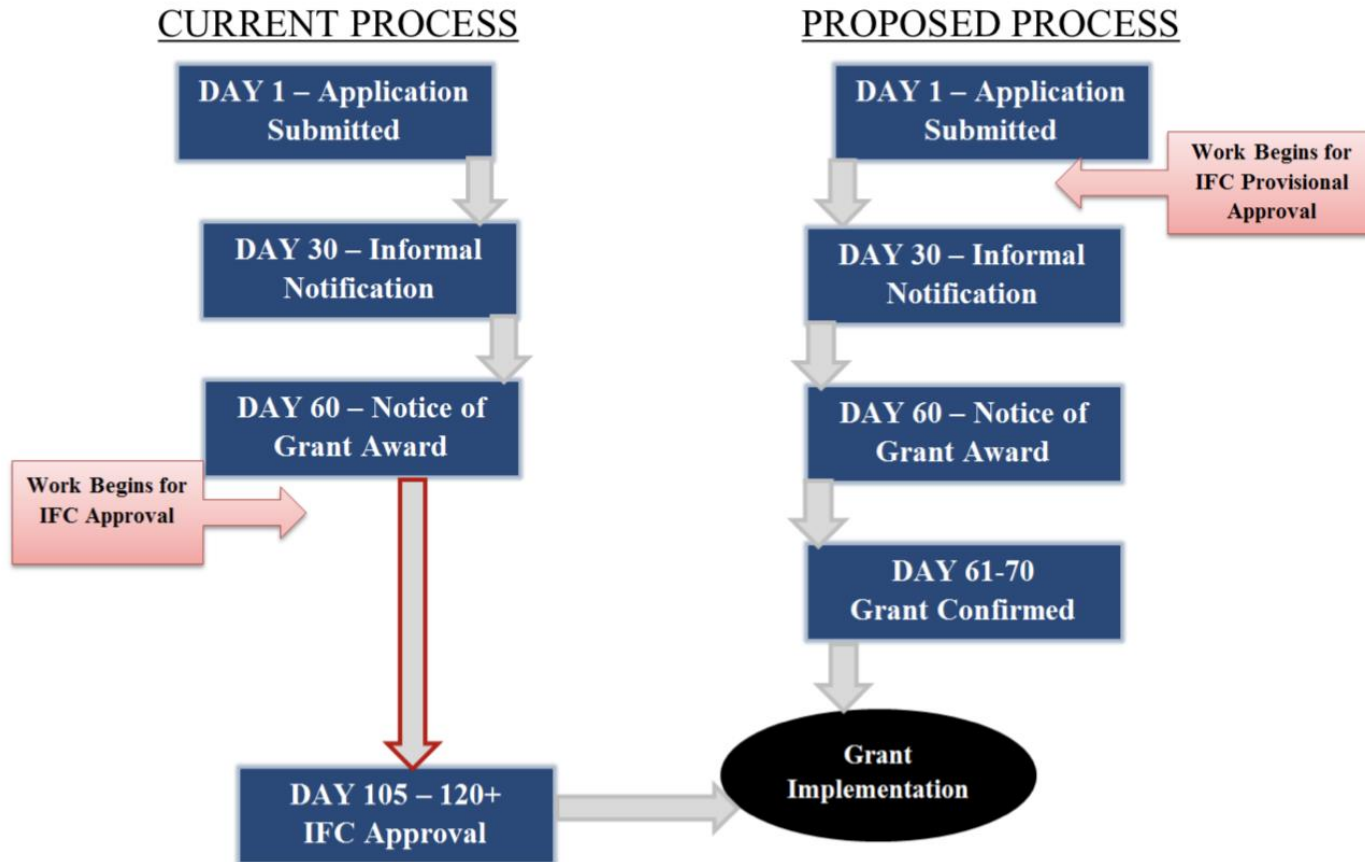 CURRENT PROCESS
DAY 1 – Application
Submitted
DAY 30 – Informal
Notification
DAY 60 – Notice of
Grant Award
Work Begins for
IFC Approval
DAY 105 – 120+
IFC Approval
PROPOSED PROCESS
DAY 1 – Application
Submitted
Work Begins for
IFC Provisional
Approval
DAY 30 – Informal
Notification
DAY 60 – Notice of
Grant Award
DAY 61-70
Grant Confirmed
Grant
Implementation